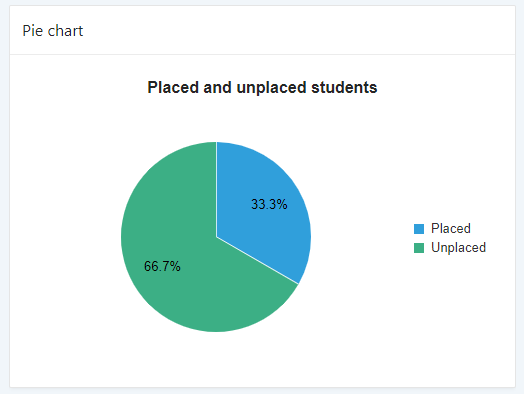 Pie chart
Placed and unplaced students
33.3%
66.7%
Placed
Unplaced